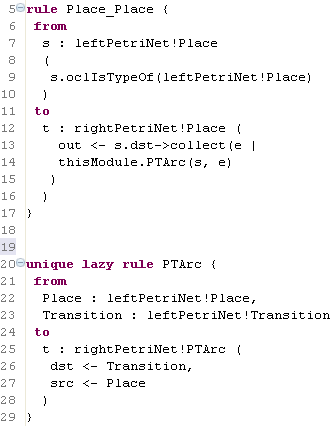 5 rule Place_Place {
6 from
7 s : leftPetriNet!Place
8 (
9 s.oclIsTypeOf(leftPetriNet!Place)
10 )
11 to
12 t : rightPetriNet!Place (
13 out <- s.dst->collect(e |
14 thisModule.PTArc(s, e)
15 )
16 )
17 }
18
19
20 unique lazy rule PTArc {
21 from
22 Place : leftPetriNet!Place,
23 Transition : leftPetriNet!Transition
24 to
25 t : rightPetriNet!PTArc (
26 dst <- Transition,
27 src <- Place
28 )
29 }